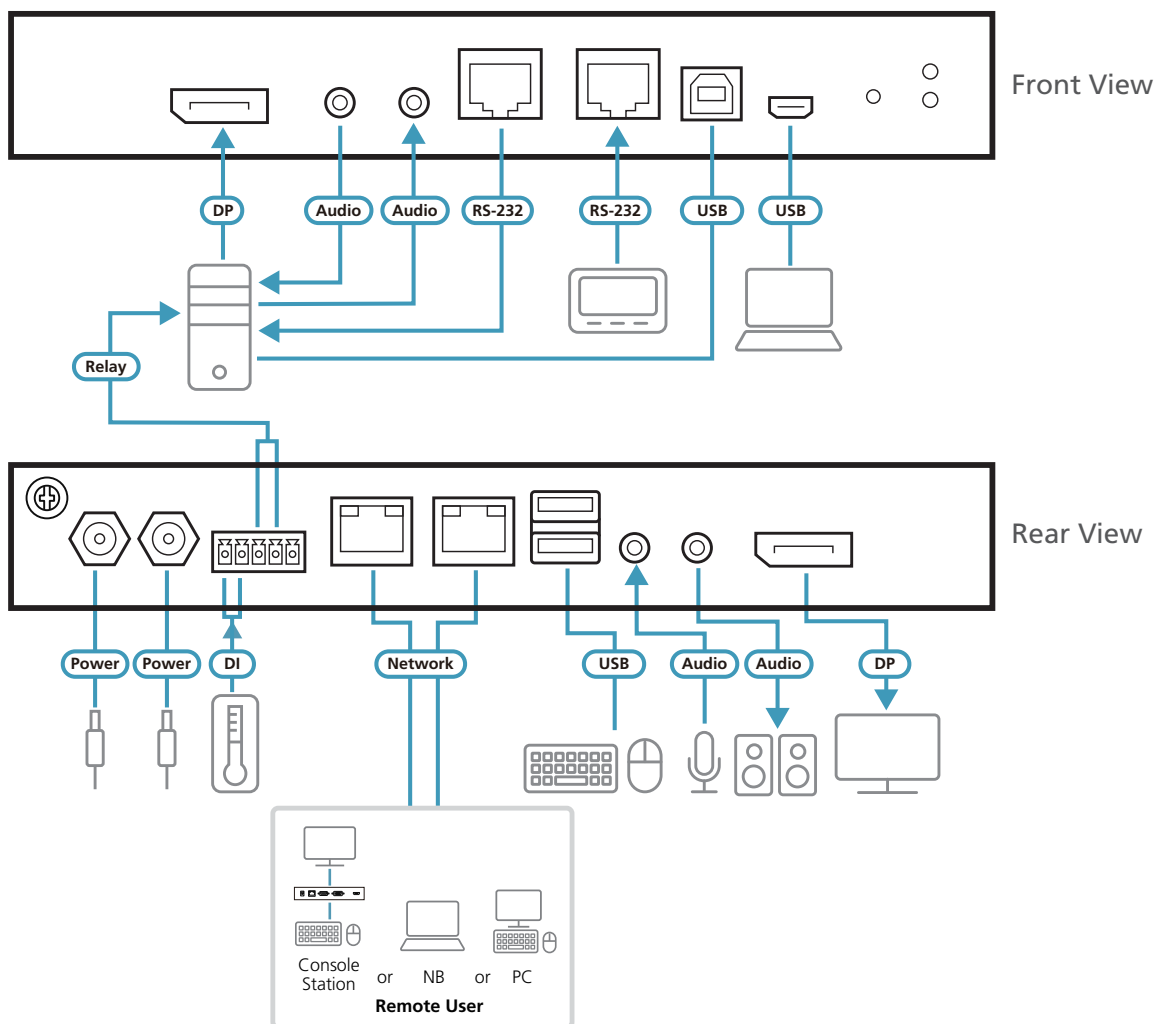 Front View
DP
Audio
Audio
RS-232
RS-232
USB
USB
Relay
Rear View
Power
Power
DI
Network
USB
Audio
Audio
DP
Console
Station
or
NB
or
PC
Remote User